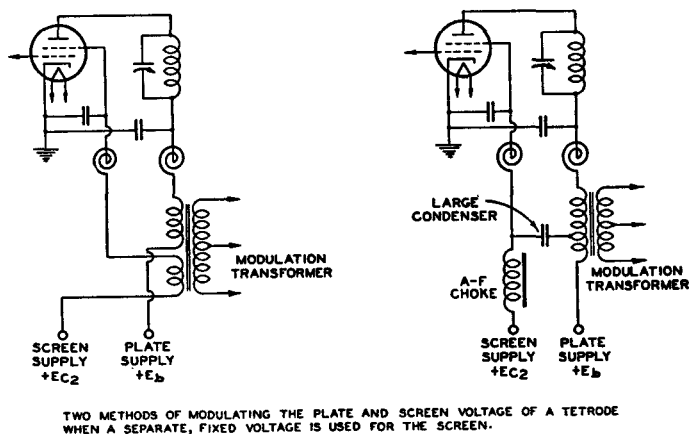 MODULATION
TRANSFORMER
SCREEN
SUPPLY
+EC2
PLATE
SUPPLY
+Eb
LARGE
CONDENSER
A-F
CHOKE
MODULATION
TRANSFORMER
SCREEN
SUPPLY
+EC2
PLATE
SUPPLY
+Eb
TWO METHODS OF MODULATING THE PLATE AND SCREEN VOLTAGE OF A TETRODE
WHEN A SEPARATE, FIXED VOLTAGE IS USED FOR THE SCREEN.